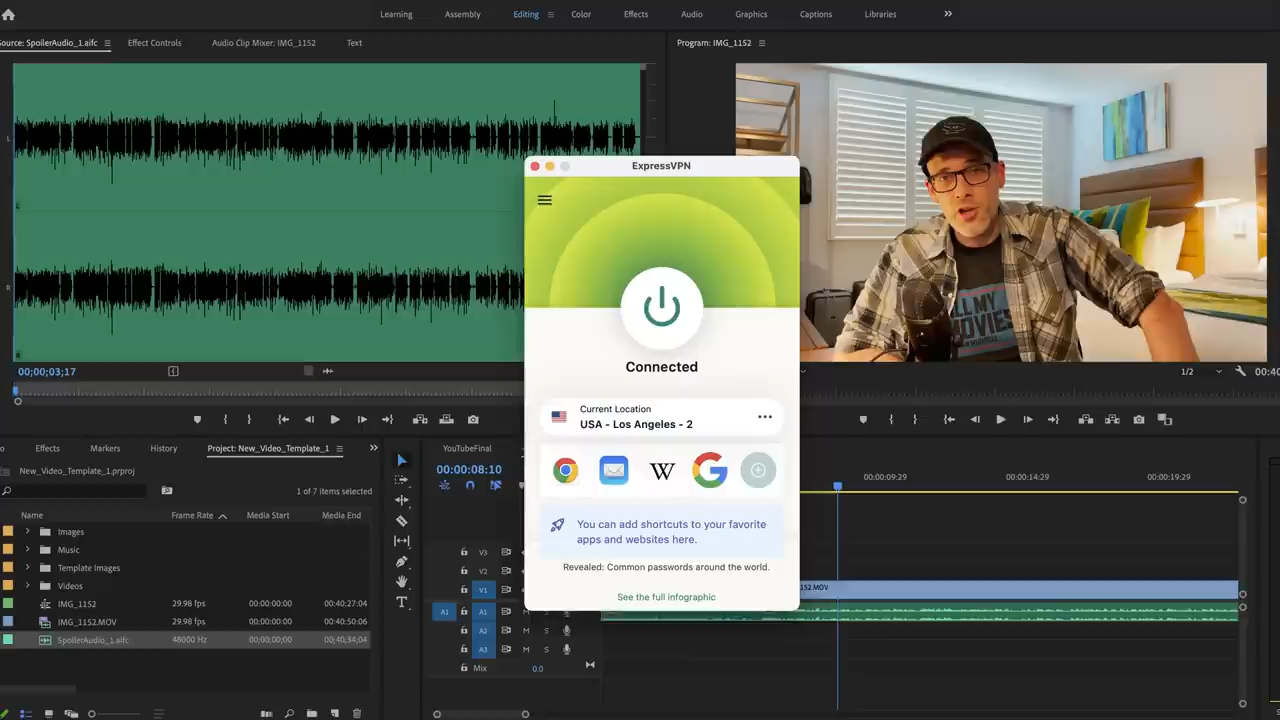 Learning Assembly Editing Color Effects Audio Graphics Captions Libraries
Source: SpoilerAudio_1.aifc Effect Controls Audio Clip Mixer: IMG_1152 Text
Program: IMG_1152
L
R
ExpressVPN
Connected
Current Location
USA - Los Angeles - 2
W
G
You can add shortcuts to your favorite
apps and websites here.
Revealed: Common passwords around the world.
See the full infographic
ALL MY
MOVIES
00;00;03;17
1/2
00:40
Effects Markers History Project: New_Video_Template_1
New_Video_Template_1.prproj
1 of 7 items selected
Name Frame Rate Media Start Media End
Images
Music
Template Images
Videos
IMG_1152 29.98 fps 00:00:00:00 00:40:27:04
IMG_1152.MOV 29.98 fps 00:00:00:00 00:40:50:06
SpoilerAudio_1.aifc 48000 Hz 00;00;00;00 00;40;34;04
YouTubeFinal
00:00:08:10
00:00:09:29 00:00:14:29 00:00:19:29
V3
V2
V1
152.MOV
A1 A1 M S
A2 M S
A3 M S
Mix 0.0